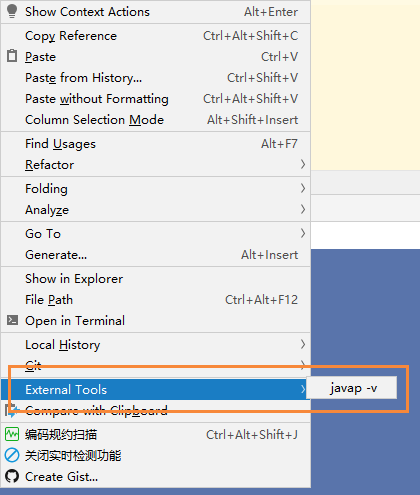 Show Context Actions Alt+Enter
Copy Reference Ctrl+Alt+Shift+C
Paste Ctrl+V
Paste from History... Ctrl+Shift+V
Paste without Formatting Ctrl+Alt+Shift+V
Column Selection Mode Alt+Shift+Insert
Find Usages Alt+F7
Refactor
Folding
Analyze
Go To
Generate... Alt+Insert
Show in Explorer
File Path Ctrl+Alt+F12
Open in Terminal
Local History
Git
External Tools javap -v
Compare with Clipboard
编码规约扫描 Ctrl+Alt+Shift+J
关闭实时检测功能
Create Gist...